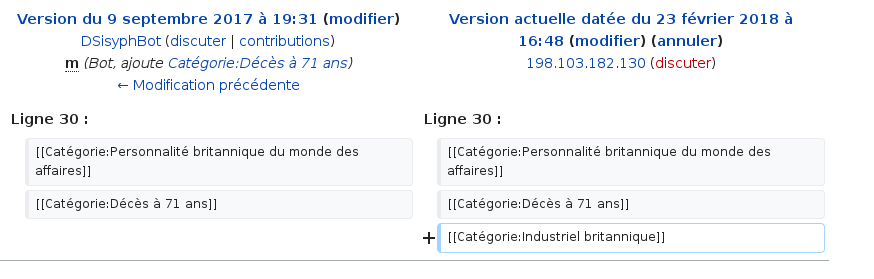 Version du 9 septembre 2017 à 19:31 (modifier)
DSisyphBot (discuter | contributions)
m (Bot, ajoute Catégorie:Décès à 71 ans)
← Modification précédente
Version actuelle datée du 23 février 2018 à
16:48 (modifier) (annuler)
198.103.182.130 (discuter)
Ligne 30 :
Ligne 30 :
[[Catégorie:Personnalité britannique du monde des
affaires]]
[[Catégorie:Personnalité britannique du monde des
affaires]]
[[Catégorie:Décès à 71 ans]]
[[Catégorie:Décès à 71 ans]]
+ [[Catégorie:Industriel britannique]]